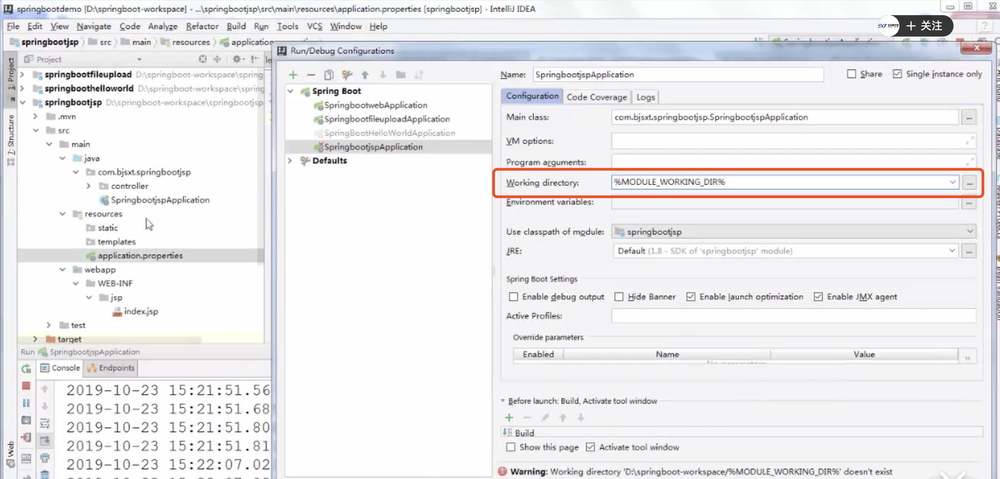 springbootdemo [D:\springboot-workspace] - ...\springbootjsp\src\main\resources\application.properties [springbootjsp] - IntelliJ IDEA
File Edit View Navigate Code Analyze Refactor Build Run Tools VCS Window Help
SXT + 关注
springbootjsp src main resources
Project
1: Project
7: Structure
Web
springbootfileupload D:\springboot-workspace\spring
springboothelloworld D:\springboot-workspace\spring
springbootjsp D:\springboot-workspace\springbootjsp
.mvn
src
main
java
com.bjsxt.springbootjsp
controller
SpringbootjspApplication
resources
static
templates
application.properties
webapp
WEB-INF
jsp
index.jsp
test
target
Run SpringbootjspApplication
Console Endpoints
2019-10-23 15:21:51.56
2019-10-23 15:21:51.68
2019-10-23 15:21:51.80
2019-10-23 15:21:51.81
2019-10-23 15:22:07.02
Run/Debug Configurations
Spring Boot
SpringbootwebApplication
SpringbootfileuploadApplication
SpringBootHelloWorldApplication
SpringbootjspApplication
Defaults
Name: SpringbootjspApplication Share Single instance only
Configuration Code Coverage Logs
Main class: com.bjsxt.springbootjsp.SpringbootjspApplication ...
VM options:
Program arguments:
Working directory: %MODULE_WORKING_DIR% ...
Environment variables: ...
Use classpath of module: springbootjsp
JRE: Default (1.8 - SDK of 'springbootjsp' module) ...
Spring Boot Settings
Enable debug output Hide Banner Enable launch optimization Enable JMX agent
Active Profiles:
Override parameters
Enabled Name Value »
Before launch: Build, Activate tool window
Build
Show this page Activate tool window
Warning: Working directory 'D:\springboot-workspace/%MODULE_WORKING_DIR%' doesn't exist